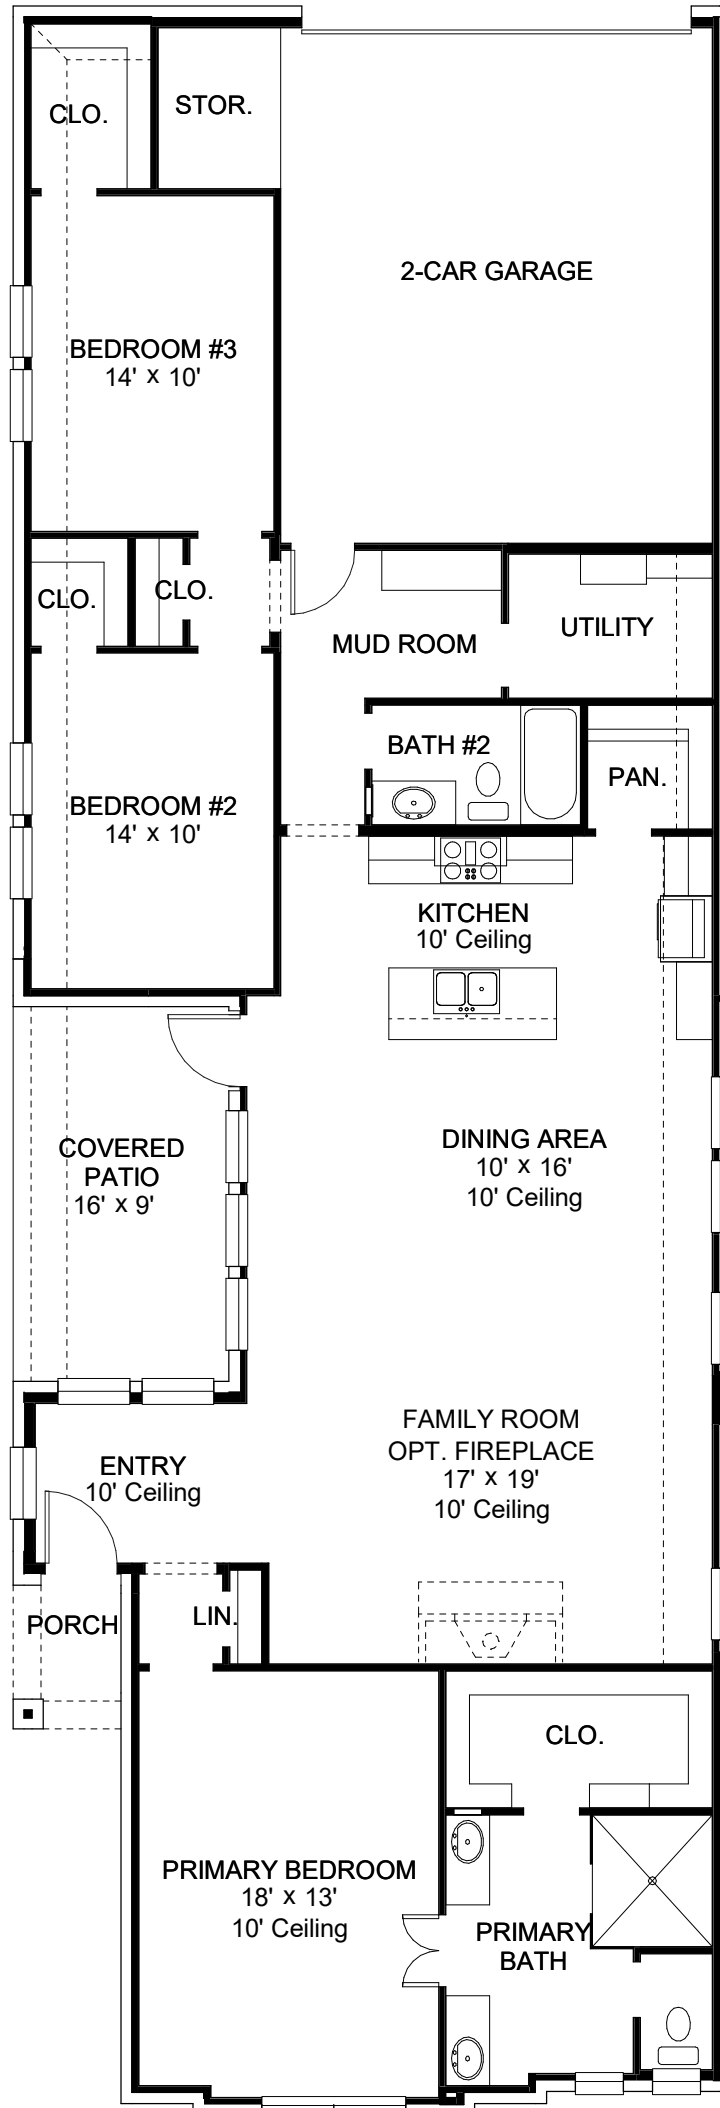 CLO.
STOR.
2-CAR GARAGE
BEDROOM #3
14' x 10'
CLO.
CLO.
MUD ROOM
UTILITY
BATH #2
PAN.
BEDROOM #2
14' x 10'
KITCHEN
10' Ceiling
COVERED
PATIO
16' x 9'
DINING AREA
10' x 16'
10' Ceiling
FAMILY ROOM
OPT. FIREPLACE
17' x 19'
10' Ceiling
ENTRY
10' Ceiling
PORCH
LIN.
CLO.
PRIMARY BEDROOM
18' x 13'
10' Ceiling
PRIMARY
BATH